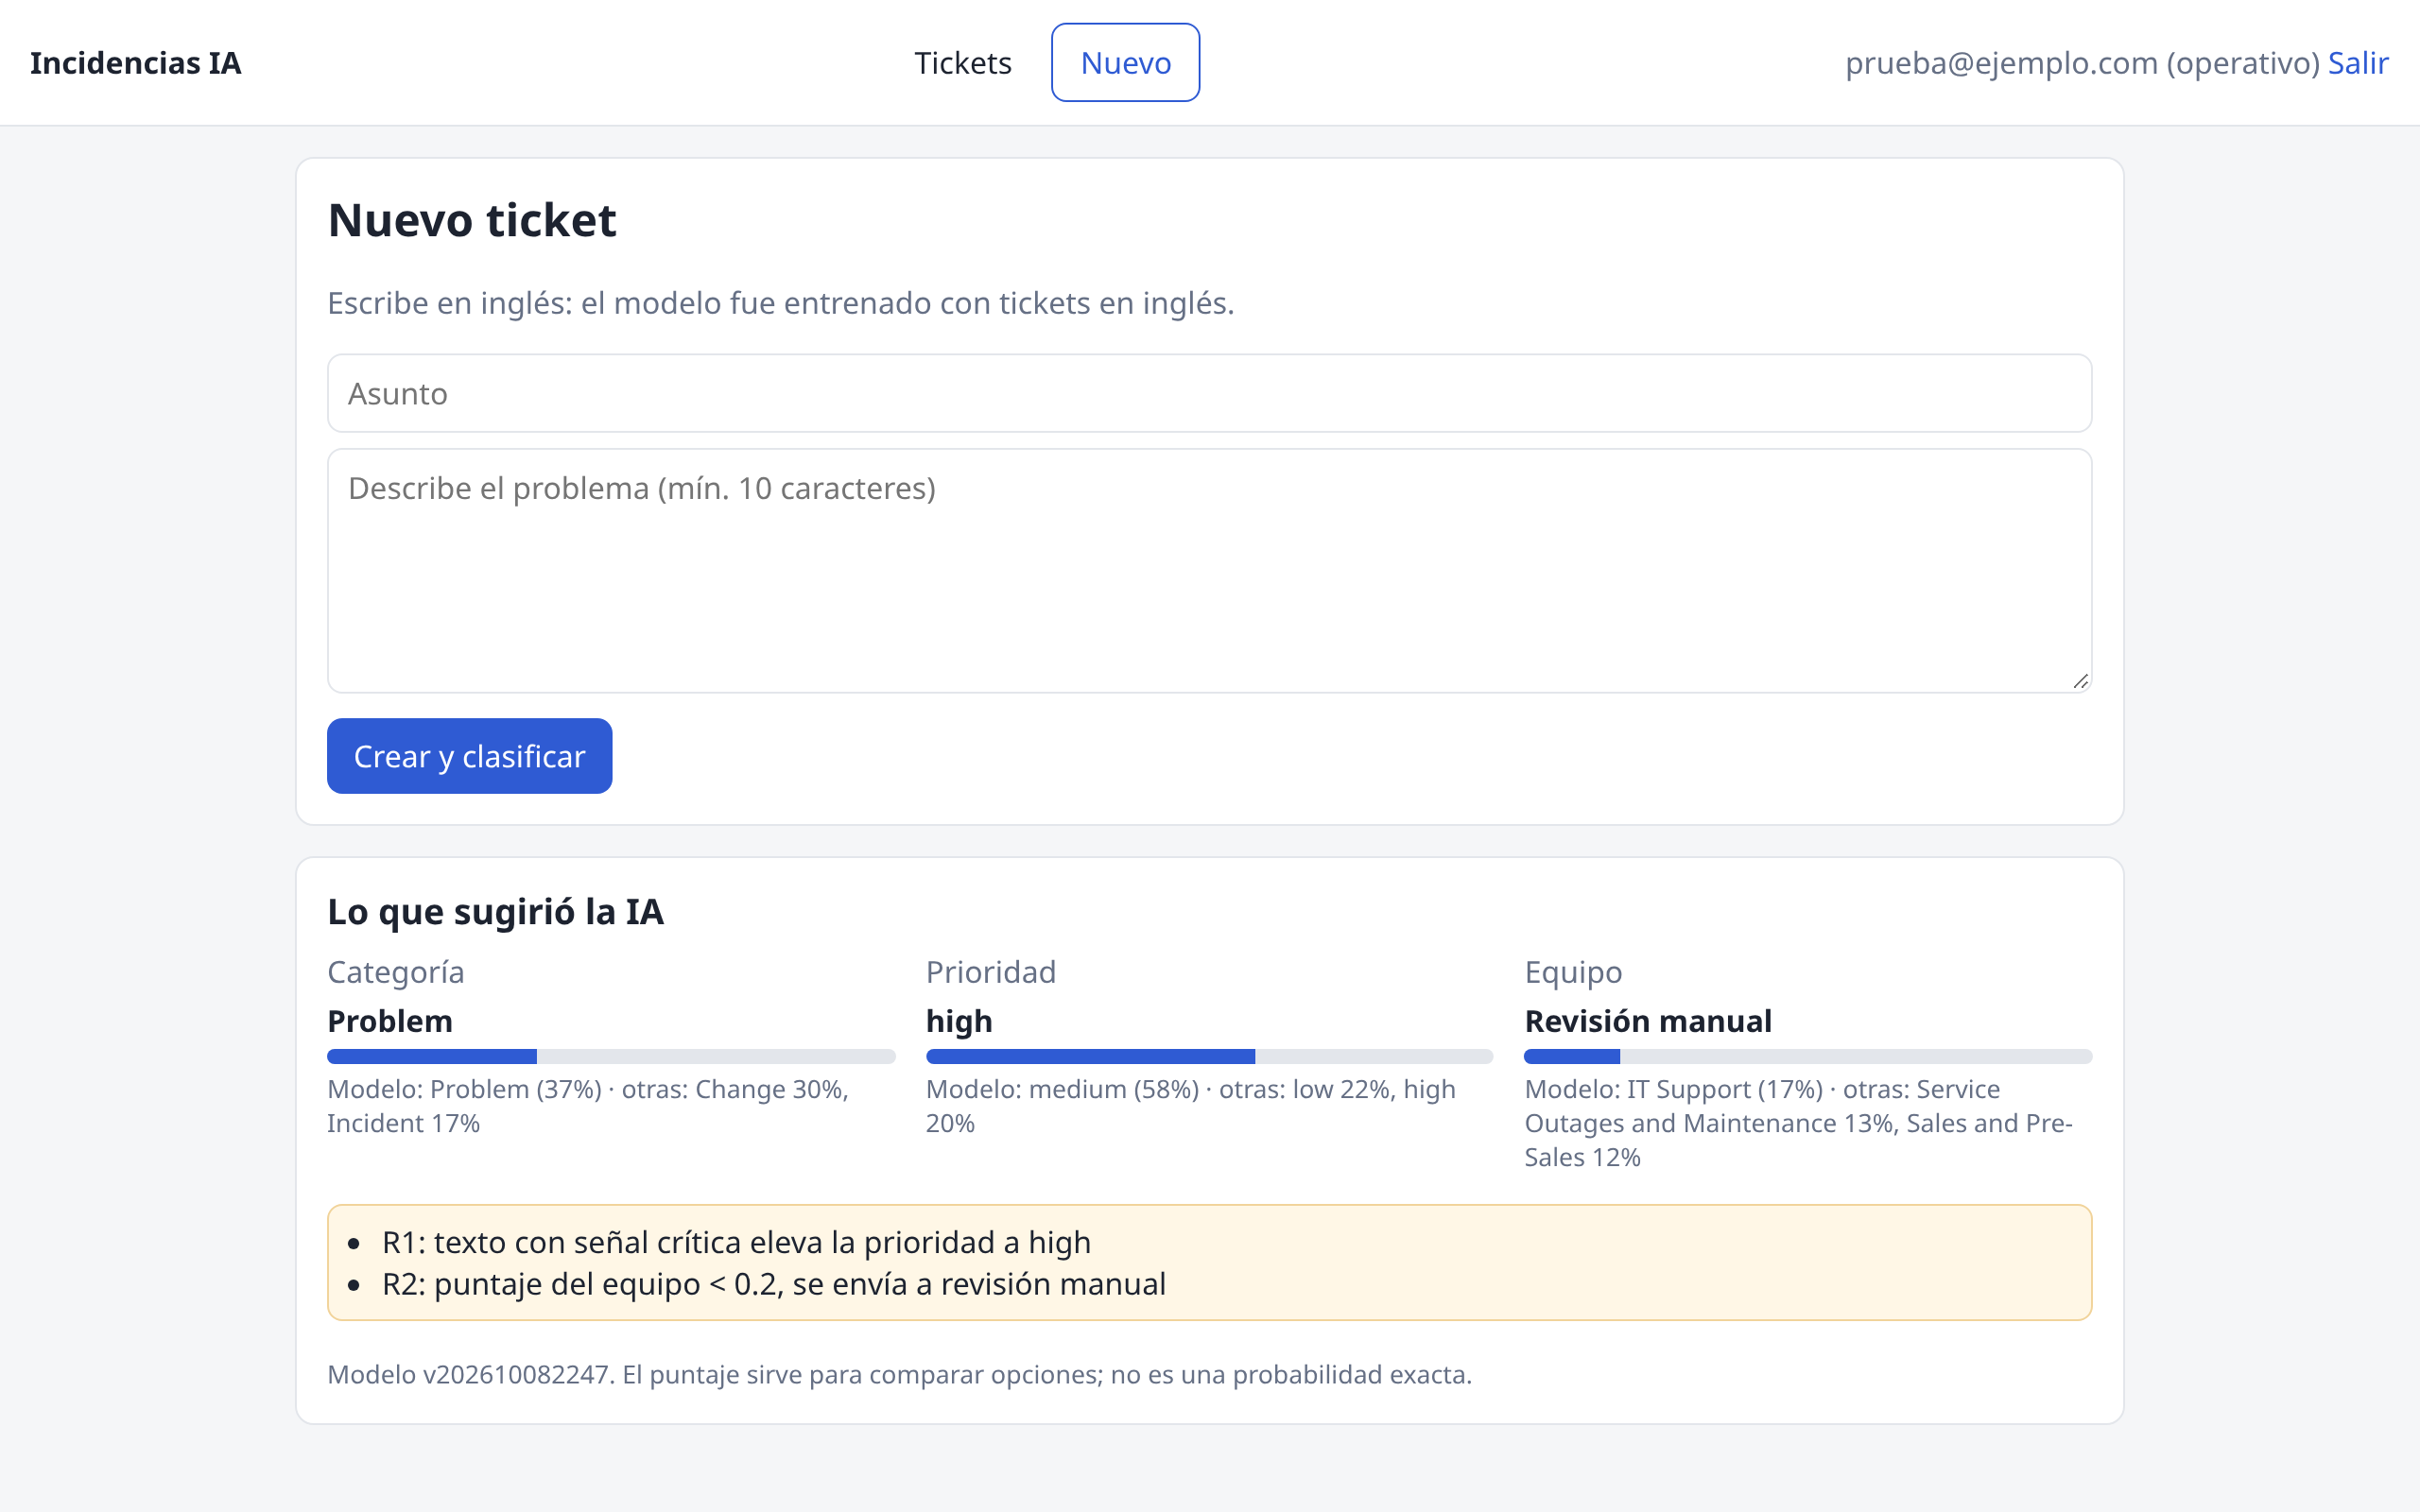 Incidencias IA
Tickets
Nuevo
prueba@ejemplo.com (operativo) Salir
Nuevo ticket
Escribe en inglés: el modelo fue entrenado con tickets en inglés.
Asunto
Describe el problema (mín. 10 caracteres)
Crear y clasificar
Lo que sugirió la IA
Categoría
Problem
Modelo: Problem (37%) · otras: Change 30%,
Incident 17%
Prioridad
high
Modelo: medium (58%) · otras: low 22%, high
20%
Equipo
Revisión manual
Modelo: IT Support (17%) · otras: Service
Outages and Maintenance 13%, Sales and Pre-
Sales 12%
• R1: texto con señal crítica eleva la prioridad a high
• R2: puntaje del equipo < 0.2, se envía a revisión manual
Modelo v202610082247. El puntaje sirve para comparar opciones; no es una probabilidad exacta.